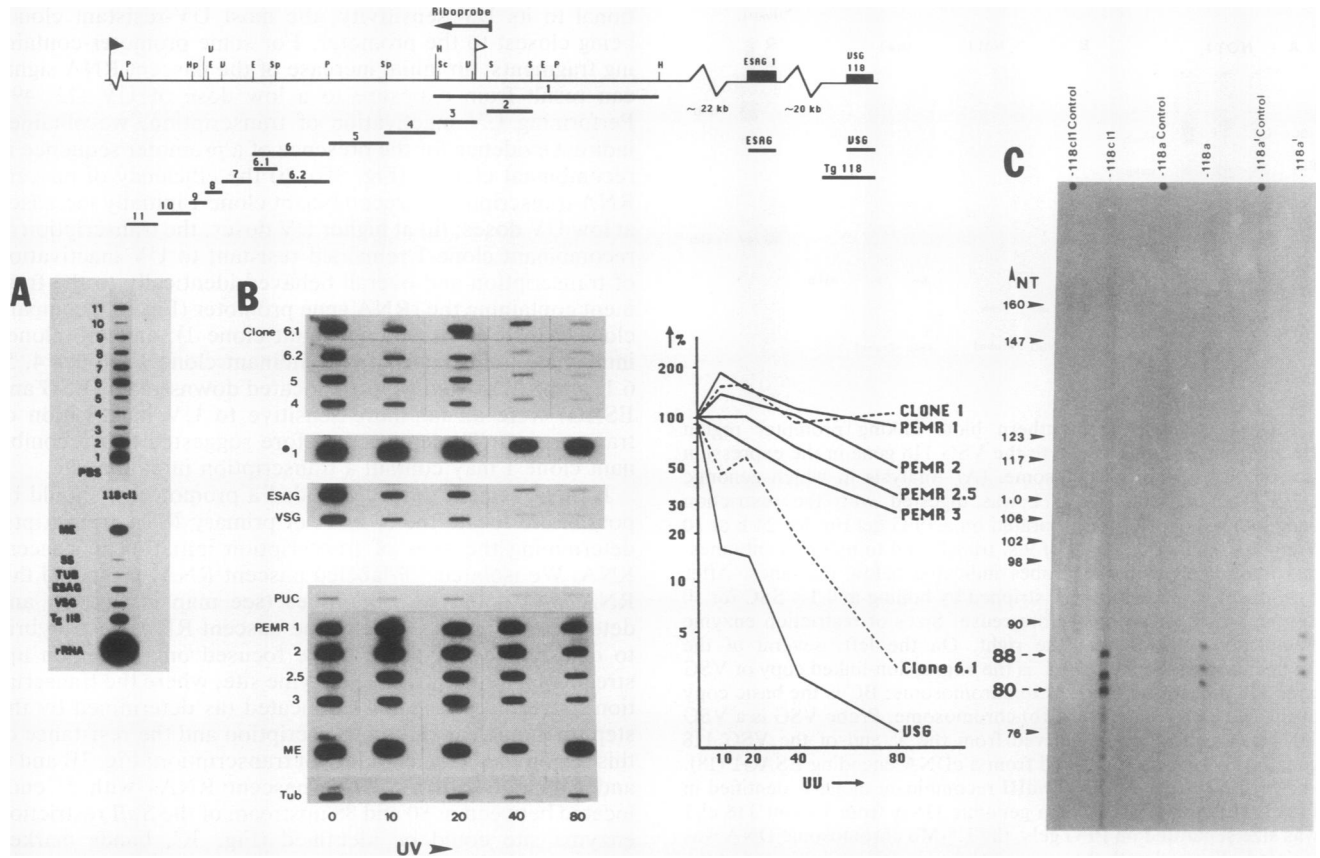 Riboprobe
H
Hp E V E Sp P Sp Sc V S S E P H
ESAG 1
VSG
118
1
~ 22 kb
~20 kb
3
2
4
5
6
ESAG
VSG
6.1
6.2
Tg 118
7
8
9
10
11
C
-118cl1 Control
-118cl1
-118a Control
-118a
-118a' Control
-118a'
A
11
10
9
8
7
6
5
4
3
2
1
PBS
118cl1
ME
SB
TUB
ESAG
VSG
Tg 118
rRNA
B
Clone 6.1
6.2
5
4
1
ESAG
VSG
PUC
PEMR 1
2
2.5
3
ME
Tub
0 10 20 40 80
UV
%
200
100
50
30
20
10
5
CLONE 1
PEMR 1
PEMR 2
PEMR 2.5
PEMR 3
Clone 6.1
VSG
10 20 40 80
UV
NT
160
147
123
1.0
106
102
98
90
88
80
76